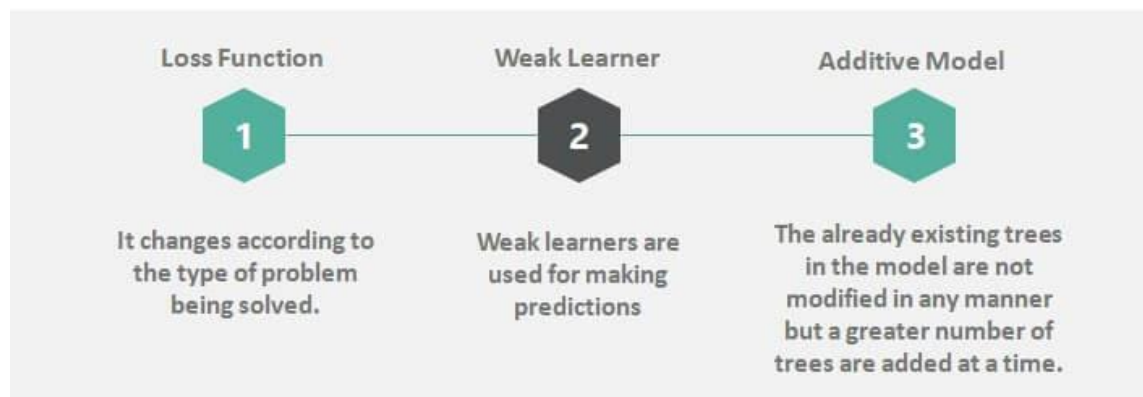 Loss Function
1
It changes according to
the type of problem
being solved.
Weak Learner
2
Weak learners are
used for making
predictions
Additive Model
3
The already existing trees
in the model are not
modified in any manner
but a greater number of
trees are added at a time.